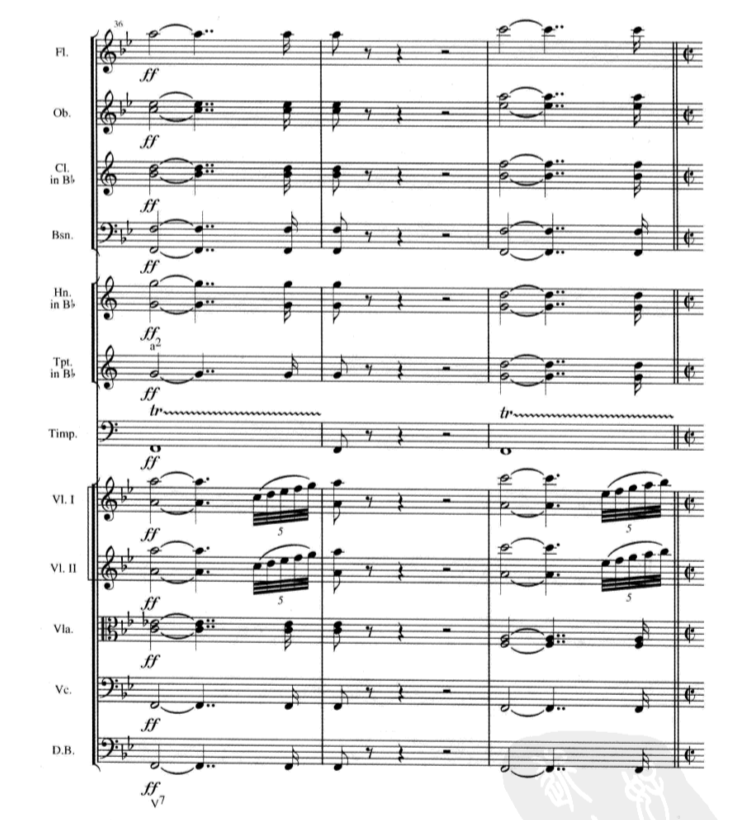 36
Fl.
ff
Ob.
ff
Cl.
in B♭
ff
Bsn.
ff
Hn.
in B♭
ff
a2
Tpt.
in B♭
ff
tr
tr
Timp.
ff
Vl. I
5
5
Vl. II
ff
5
5
Vla.
ff
Vc.
ff
D.B.
ff
V7